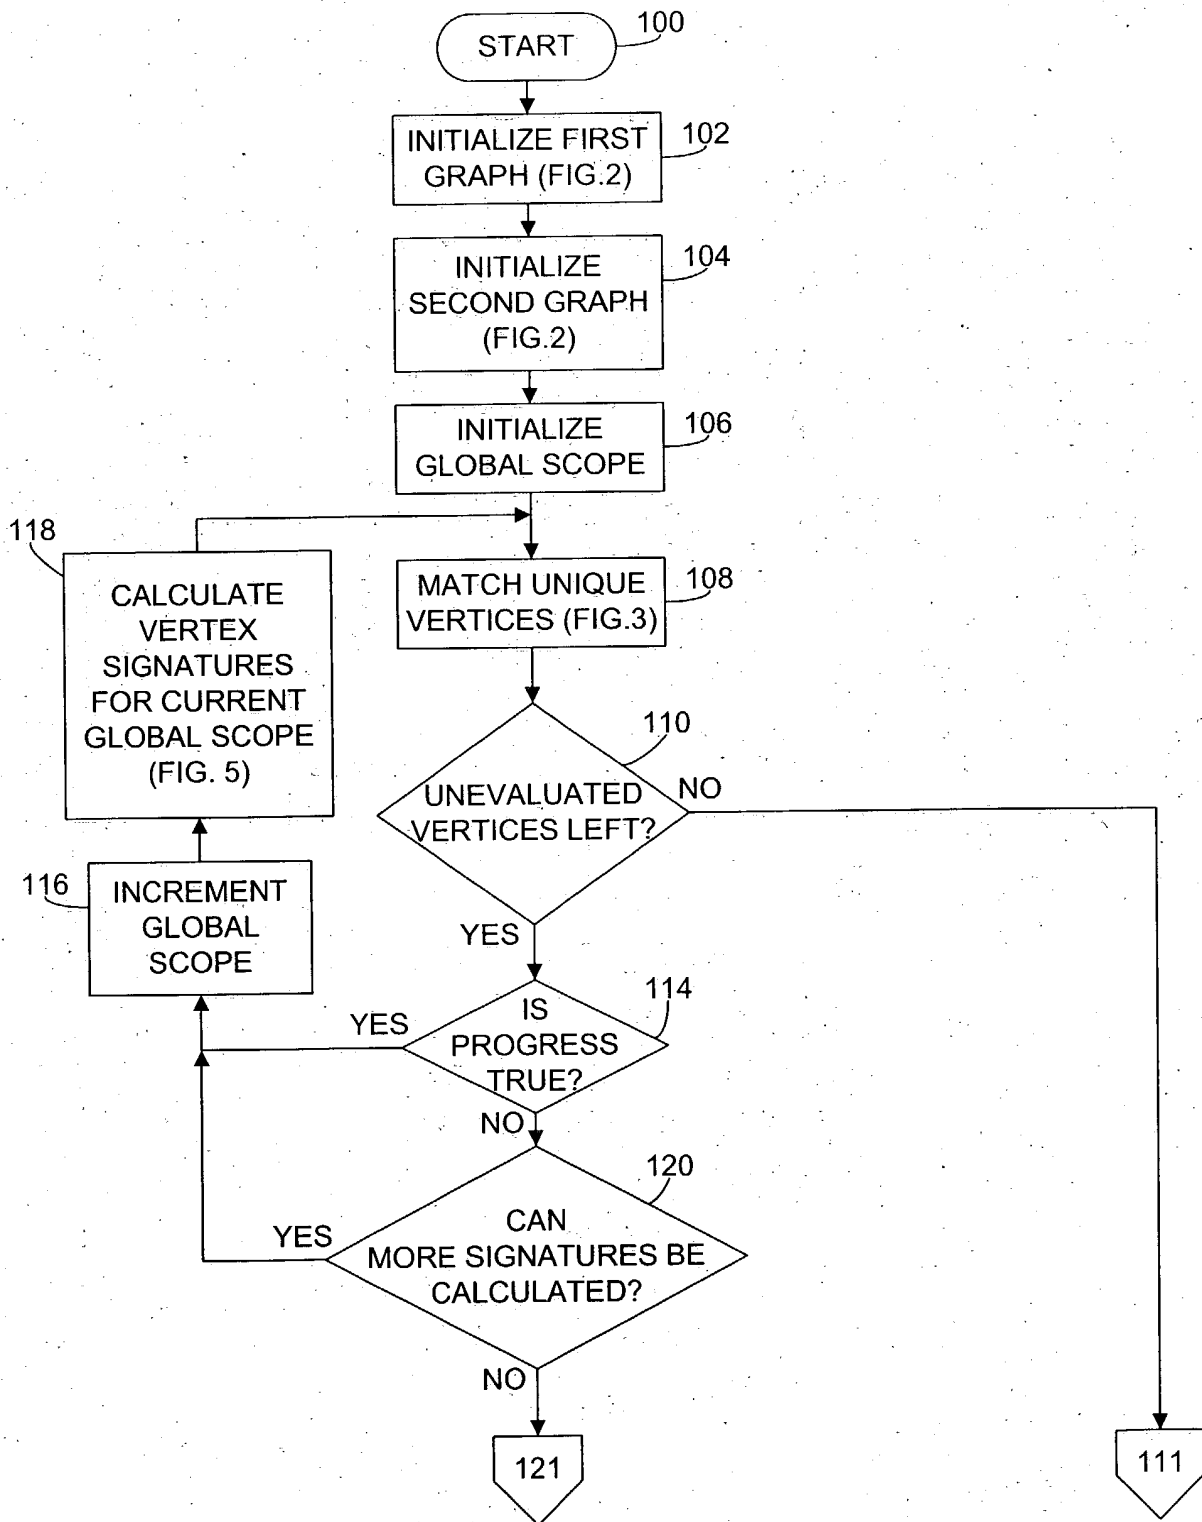 START
100
INITIALIZE FIRST
GRAPH (FIG.2)
102
INITIALIZE
SECOND GRAPH
(FIG.2)
104
INITIALIZE
GLOBAL SCOPE
106
118
CALCULATE
VERTEX
SIGNATURES
FOR CURRENT
GLOBAL SCOPE
(FIG. 5)
MATCH UNIQUE
VERTICES (FIG.3)
108
110
UNEVALUATED
VERTICES LEFT?
NO
YES
116
INCREMENT
GLOBAL
SCOPE
114
IS
PROGRESS
TRUE?
YES
NO
120
CAN
MORE SIGNATURES BE
CALCULATED?
YES
NO
121
111